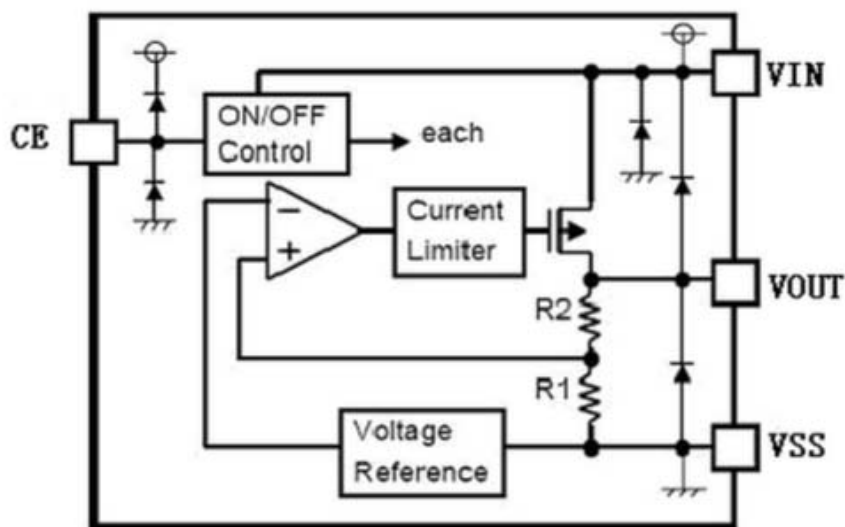 VIN
CE
ON/OFF
Control
each
−
+
Current
Limiter
VOUT
R2
R1
Voltage
Reference
VSS